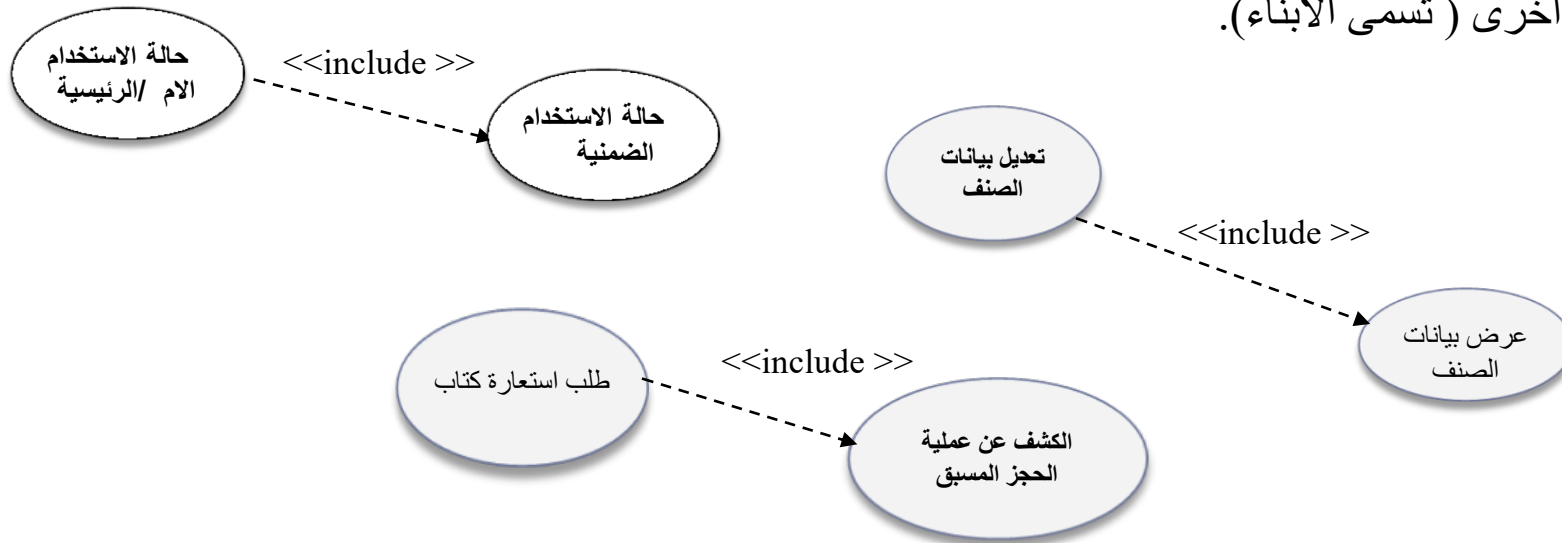 أخرى ( تسمى الأبناء).
حالة الاستخدام
الام /الرئيسية
<<include >>
حالة الاستخدام
الضمنية
تعديل بيانات
الصنف
<<include >>
عرض بيانات
الصنف
طلب استعارة كتاب
<<include >>
الكشف عن عملية
الحجز المسبق